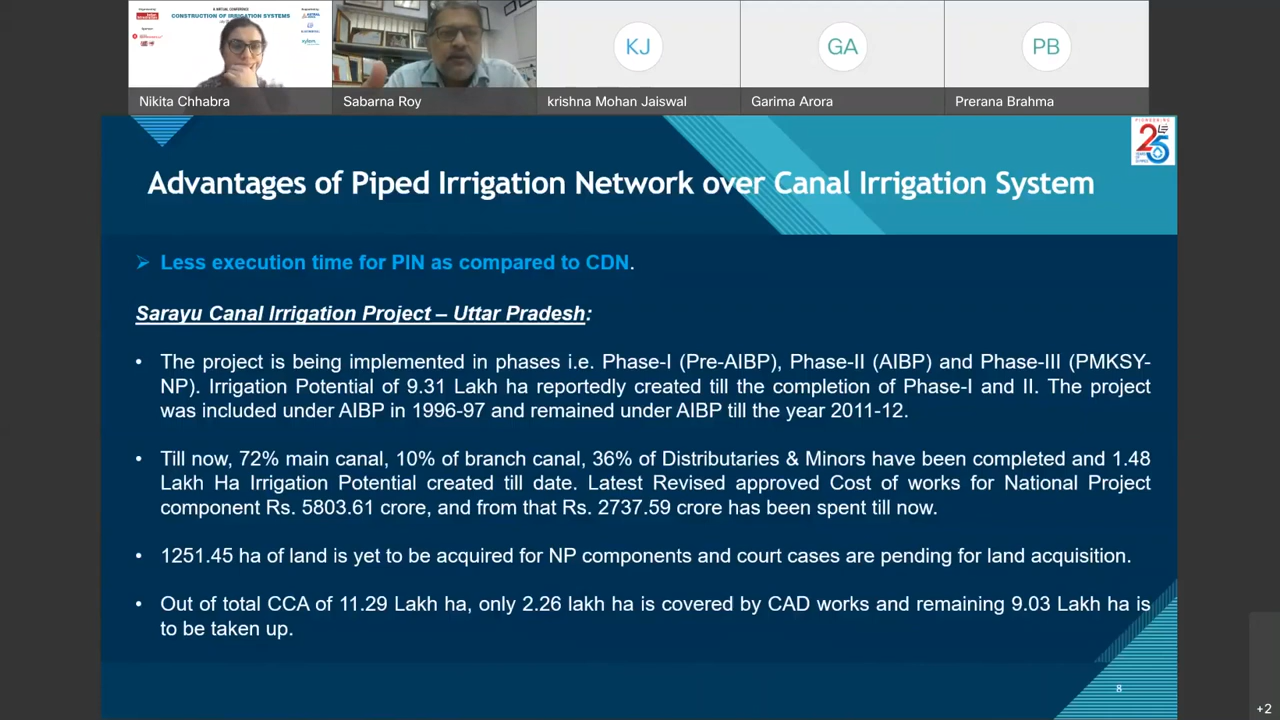 CONSTRUCTION OF IRRIGATION SYSTEMS
KJ
GA
PB
Nikita Chhabra
Sabarna Roy
krishna Mohan Jaiswal
Garima Arora
Prerana Brahma
25
Advantages of Piped Irrigation Network over Canal Irrigation System
➢ Less execution time for PIN as compared to CDN.
Sarayu Canal Irrigation Project – Uttar Pradesh:
• The project is being implemented in phases i.e. Phase-I (Pre-AIBP), Phase-II (AIBP) and Phase-III (PMKSY-
NP). Irrigation Potential of 9.31 Lakh ha reportedly created till the completion of Phase-I and II. The project
was included under AIBP in 1996-97 and remained under AIBP till the year 2011-12.
• Till now, 72% main canal, 10% of branch canal, 36% of Distributaries & Minors have been completed and 1.48
Lakh Ha Irrigation Potential created till date. Latest Revised approved Cost of works for National Project
component Rs. 5803.61 crore, and from that Rs. 2737.59 crore has been spent till now.
• 1251.45 ha of land is yet to be acquired for NP components and court cases are pending for land acquisition.
• Out of total CCA of 11.29 Lakh ha, only 2.26 lakh ha is covered by CAD works and remaining 9.03 Lakh ha is
to be taken up.
8
+2